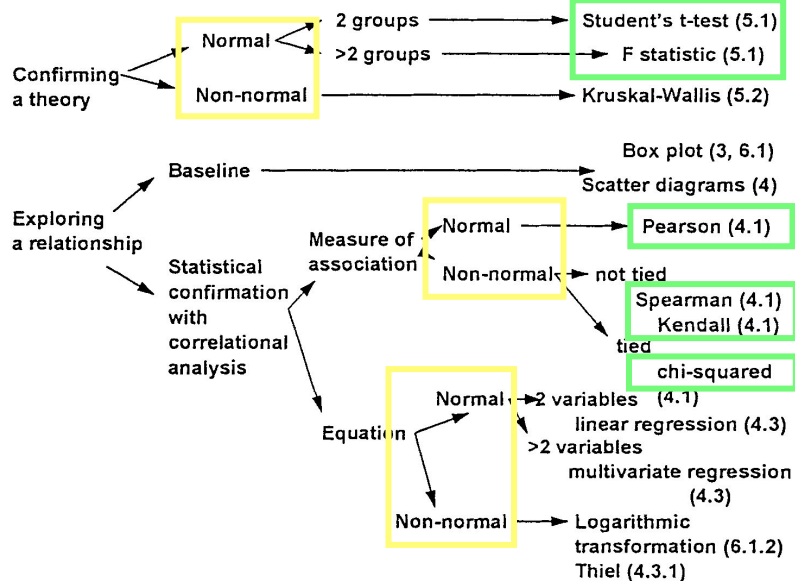 2 groups
Student's t-test (5.1)
Normal
>2 groups
F statistic (5.1)
Confirming
a theory
Non-normal
Kruskal-Wallis (5.2)
Box plot (3, 6.1)
Baseline
Scatter diagrams (4)
Exploring
a relationship
Normal
Pearson (4.1)
Measure of
association
Non-normal
not tied
Statistical
confirmation
with
correlational
analysis
Spearman (4.1)
Kendall (4.1)
tied
chi-squared
(4.1)
Normal
2 variables
linear regression (4.3)
Equation
>2 variables
multivariate regression
(4.3)
Non-normal
Logarithmic
transformation (6.1.2)
Thiel (4.3.1)